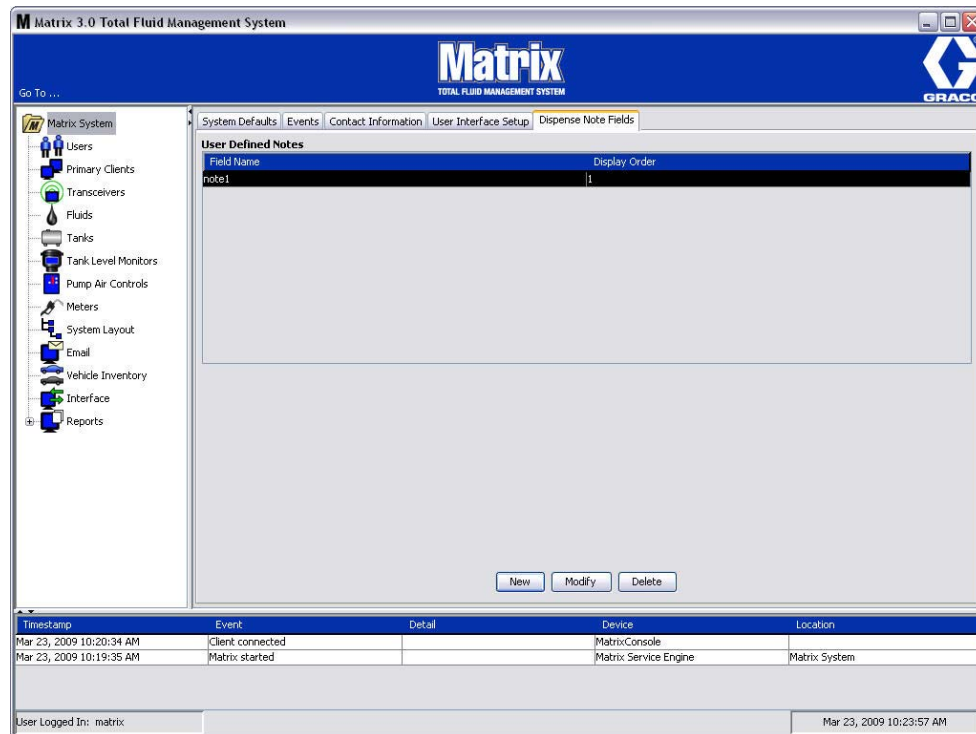 M Matrix 3.0 Total Fluid Management System
Matrix
TOTAL FLUID MANAGEMENT SYSTEM
G
GRACO
Go To ...
Matrix System
Users
Primary Clients
Transceivers
Fluids
Tanks
Tank Level Monitors
Pump Air Controls
Meters
System Layout
Email
Vehicle Inventory
Interface
Reports
System Defaults Events Contact Information User Interface Setup Dispense Note Fields
User Defined Notes
Field Name Display Order
note1 1
New Modify Delete
Timestamp Event Detail Device Location
Mar 23, 2009 10:20:34 AM Client connected MatrixConsole
Mar 23, 2009 10:19:35 AM Matrix started Matrix Service Engine Matrix System
User Logged In: matrix Mar 23, 2009 10:23:57 AM